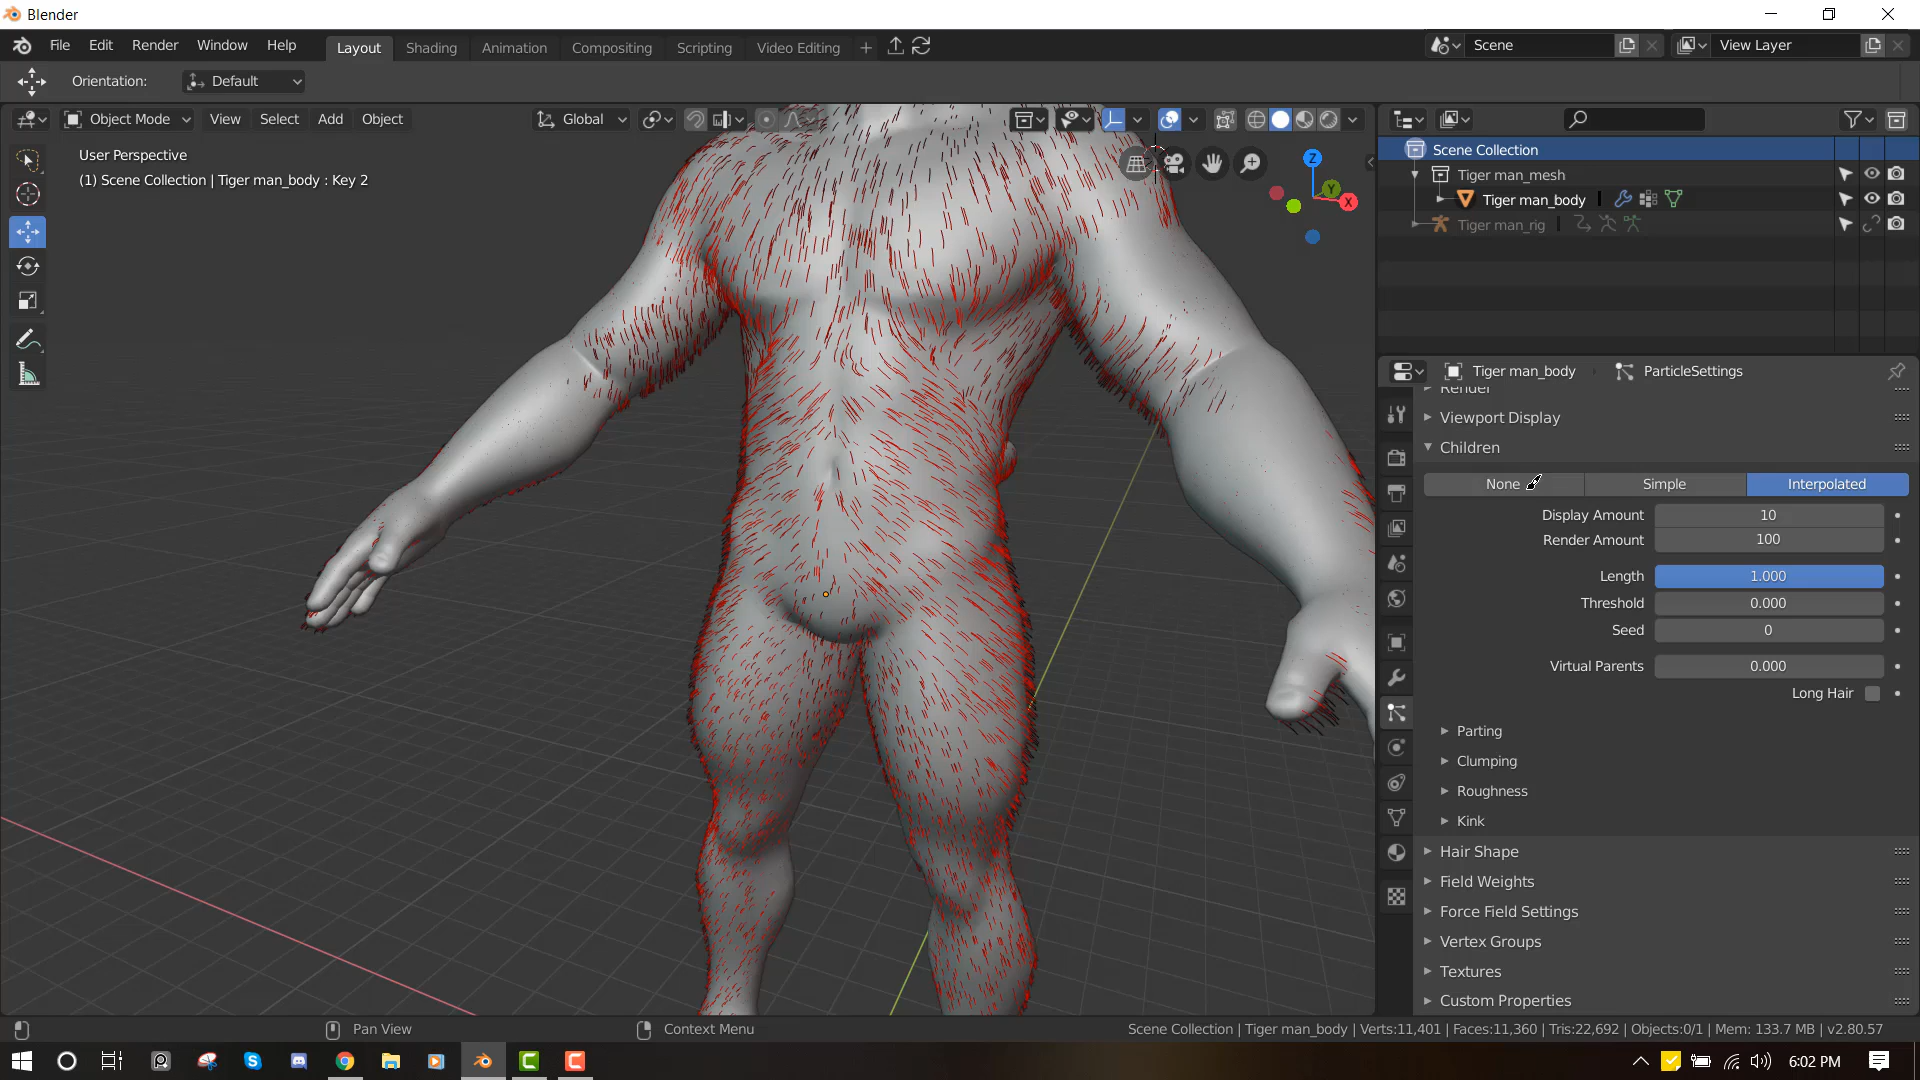 Blender
File Edit Render Window Help Layout Shading Animation Compositing Scripting Video Editing + Scene View Layer
Orientation: Default
Object Mode View Select Add Object Global
User Perspective
(1) Scene Collection | Tiger man_body : Key 2
Z
Y
X
Scene Collection
Tiger man_mesh
Tiger man_body
Tiger man_rig
Tiger man_body ParticleSettings
Render
Viewport Display
Children
None Simple Interpolated
Display Amount 10
Render Amount 100
Length 1.000
Threshold 0.000
Seed 0
Virtual Parents 0.000
Long Hair
Parting
Clumping
Roughness
Kink
Hair Shape
Field Weights
Force Field Settings
Vertex Groups
Textures
Custom Properties
Pan View Context Menu Scene Collection | Tiger man_body | Verts:11,401 | Faces:11,360 | Tris:22,692 | Objects:0/1 | Mem: 133.7 MB | v2.80.57
6:02 PM